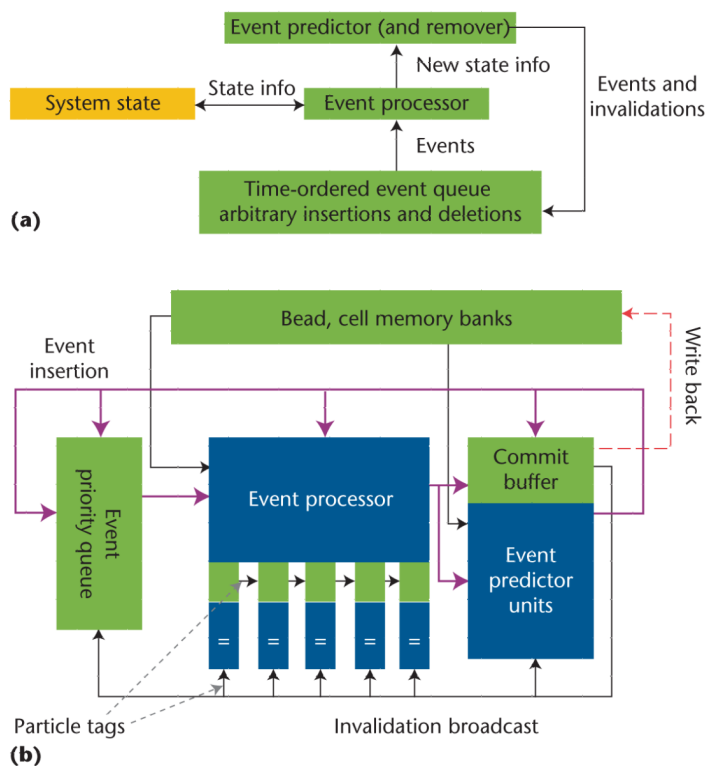 Event predictor (and remover)
New state info
Events and
invalidations
System state
State info
Event processor
Events
Time-ordered event queue
arbitrary insertions and deletions
(a)
Bead, cell memory banks
Event
insertion
Write back
Event
priority queue
Event processor
Commit
buffer
Event
predictor
units
= = = = =
Particle tags
Invalidation broadcast
(b)